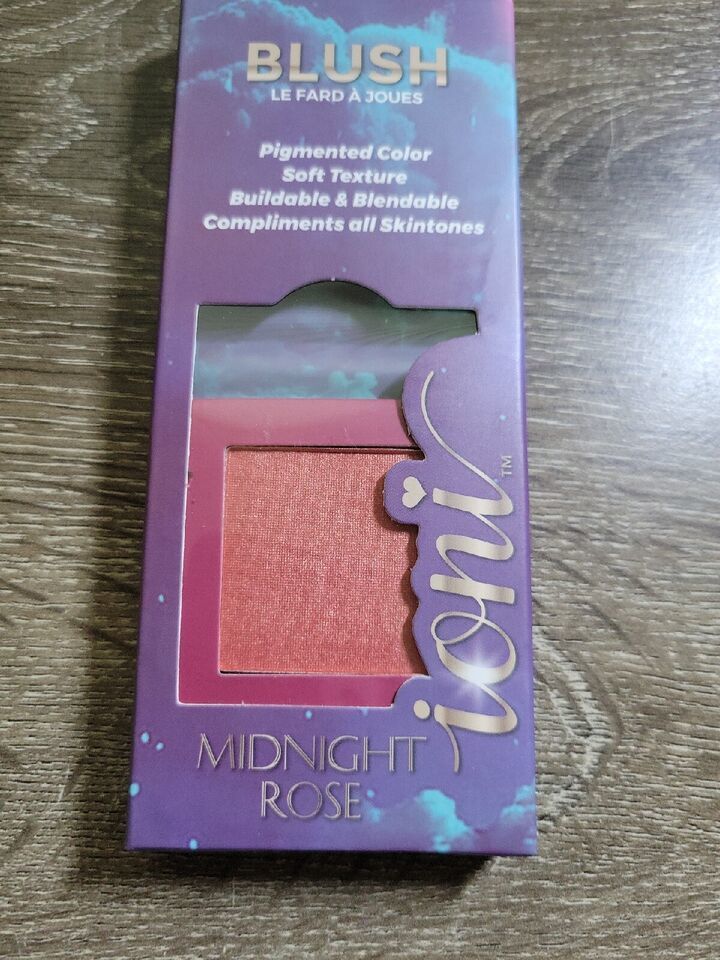 BLUSH
LE FARD À JOUES
Pigmented Color
Soft Texture
Buildable & Blendable
Compliments all Skintones
ioni™
MIDNIGHT
ROSE